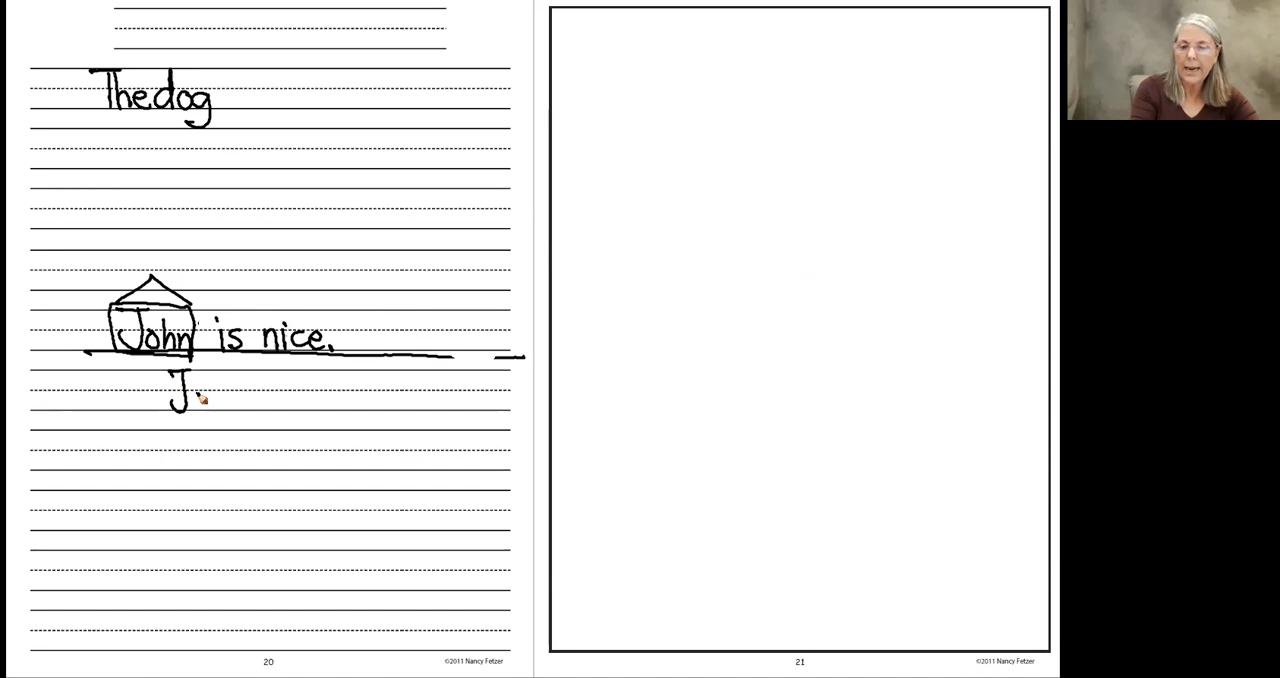 Thedog
John is nice.
J.
20
©2011 Nancy Fetzer
21
©2011 Nancy Fetzer